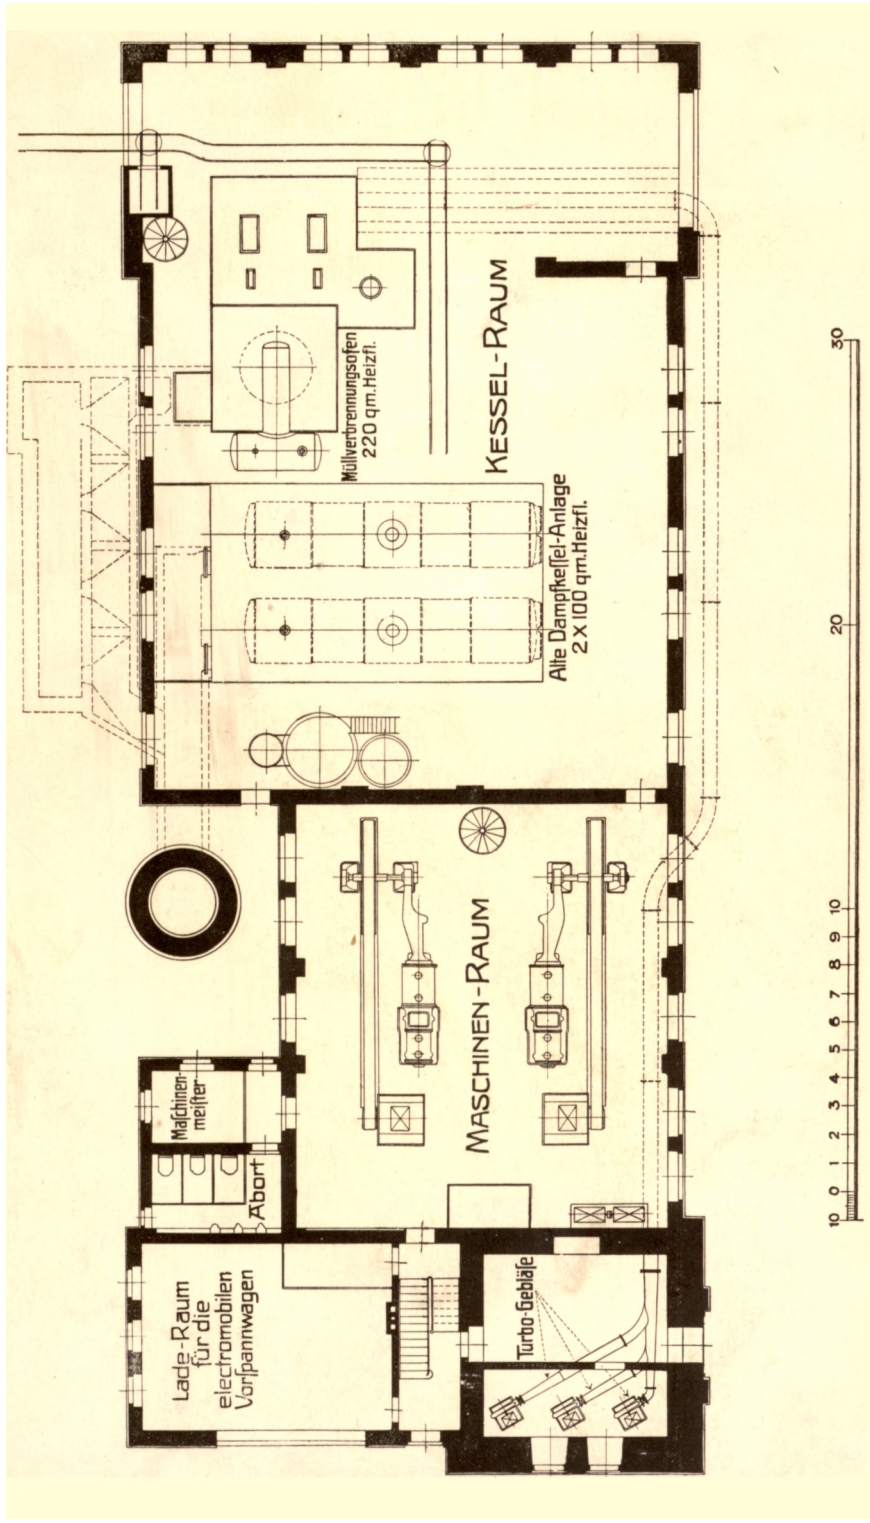 KESSEL-RAUM
Müllverbrennungsofen
220 qm.Heizfl.
Alte Dampfkeſſel-Anlage
2 X 100 qm.Heizfl.
MASCHINEN-RAUM
Maſchinen-
meiſter
Abort
Lade-Raum
für die
electromobilen
Vorſpannwagen
Turbo-Gebläſe
30
20
10
9
8
7
6
5
4
3
2
1
0
10